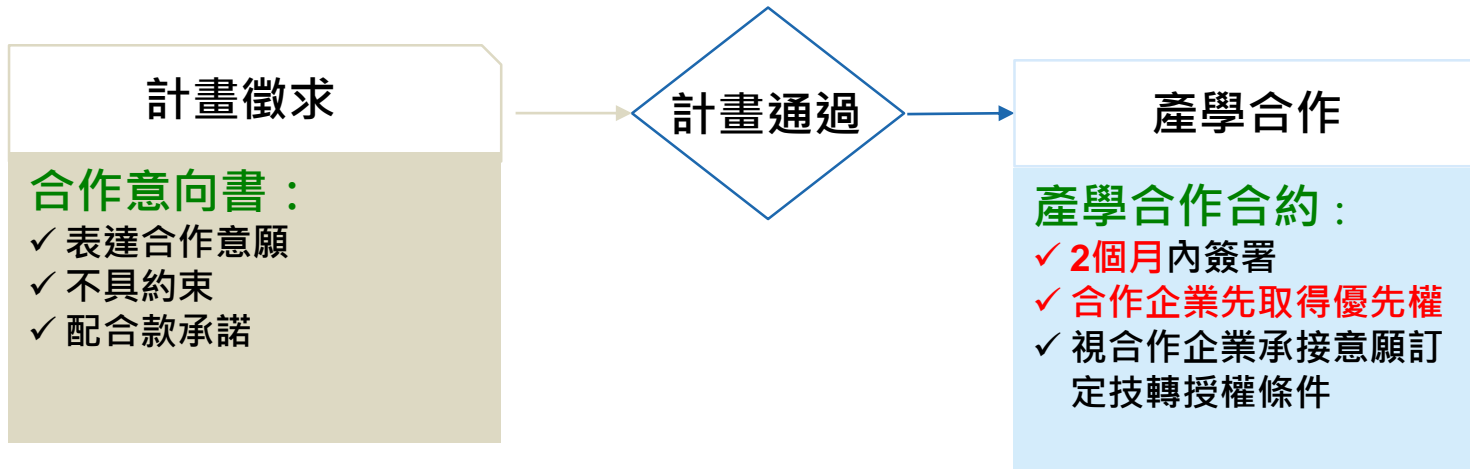 計畫徵求
合作意向書：
✓ 表達合作意願
✓ 不具約束
✓ 配合款承諾
計畫通過
產學合作
產學合作合約：
✓ 2個月內簽署
✓ 合作企業先取得優先權
✓ 視合作企業承接意願訂
定技轉授權條件